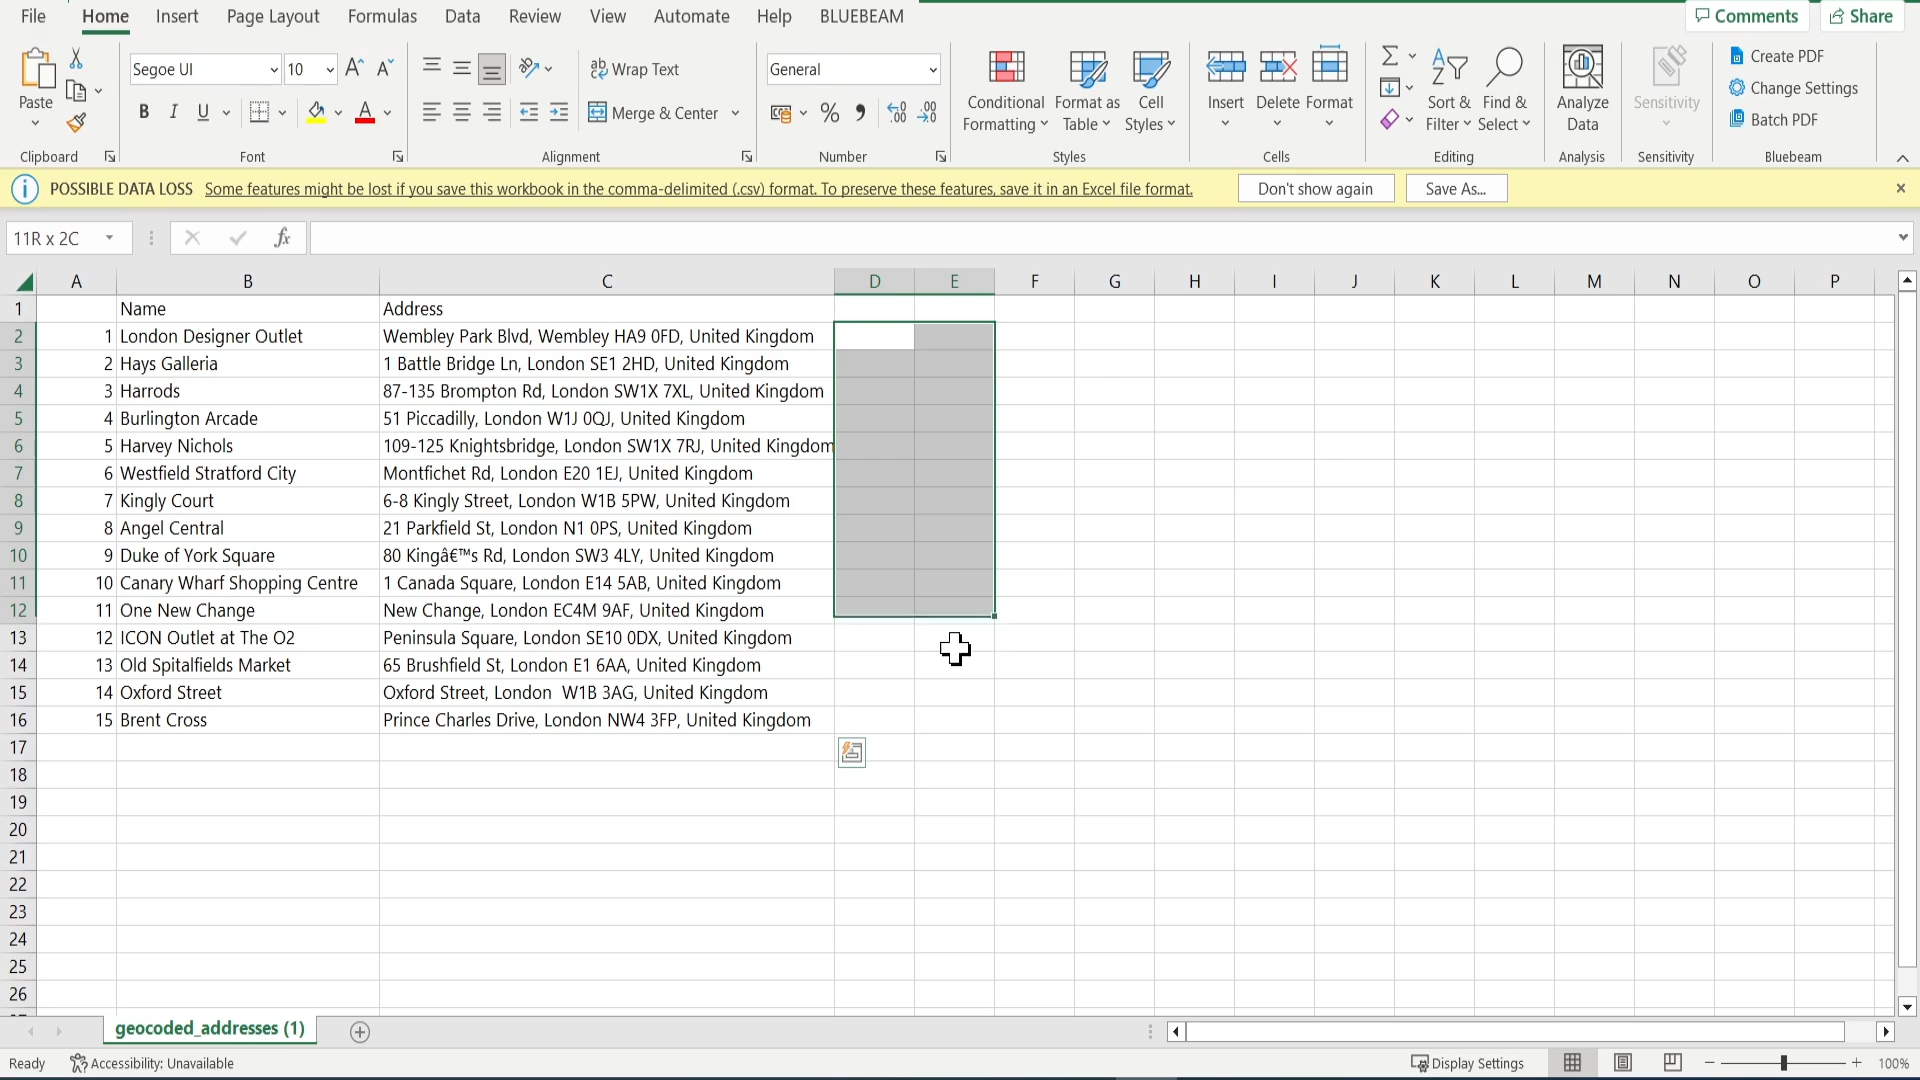 File Home Insert Page Layout Formulas Data Review View Automate Help BLUEBEAM Comments Share
Segoe UI 10 Wrap Text General
Paste B I U Merge & Center % Conditional Formatting Format as Table Cell Styles Insert Delete Format Sort & Filter Find & Select Analyze Data Sensitivity Create PDF
Change Settings
Batch PDF
Clipboard Font Alignment Number Styles Cells Editing Analysis Sensitivity Bluebeam
POSSIBLE DATA LOSS Some features might be lost if you save this workbook in the comma-delimited (.csv) format. To preserve these features, save it in an Excel file format. Don't show again Save As...
11R x 2C fx
A B C D E F G H I J K L M N O P
1 Name Address
2 1 London Designer Outlet Wembley Park Blvd, Wembley HA9 0FD, United Kingdom
3 2 Hays Galleria 1 Battle Bridge Ln, London SE1 2HD, United Kingdom
4 3 Harrods 87-135 Brompton Rd, London SW1X 7XL, United Kingdom
5 4 Burlington Arcade 51 Piccadilly, London W1J 0QJ, United Kingdom
6 5 Harvey Nichols 109-125 Knightsbridge, London SW1X 7RJ, United Kingdom
7 6 Westfield Stratford City Montfichet Rd, London E20 1EJ, United Kingdom
8 7 Kingly Court 6-8 Kingly Street, London W1B 5PW, United Kingdom
9 8 Angel Central 21 Parkfield St, London N1 0PS, United Kingdom
10 9 Duke of York Square 80 Kingâ€™s Rd, London SW3 4LY, United Kingdom
11 10 Canary Wharf Shopping Centre 1 Canada Square, London E14 5AB, United Kingdom
12 11 One New Change New Change, London EC4M 9AF, United Kingdom
13 12 ICON Outlet at The O2 Peninsula Square, London SE10 0DX, United Kingdom
14 13 Old Spitalfields Market 65 Brushfield St, London E1 6AA, United Kingdom
15 14 Oxford Street Oxford Street, London  W1B 3AG, United Kingdom
16 15 Brent Cross Prince Charles Drive, London NW4 3FP, United Kingdom
17
18
19
20
21
22
23
24
25
26
geocoded_addresses (1)
Ready Accessibility: Unavailable Display Settings 100%